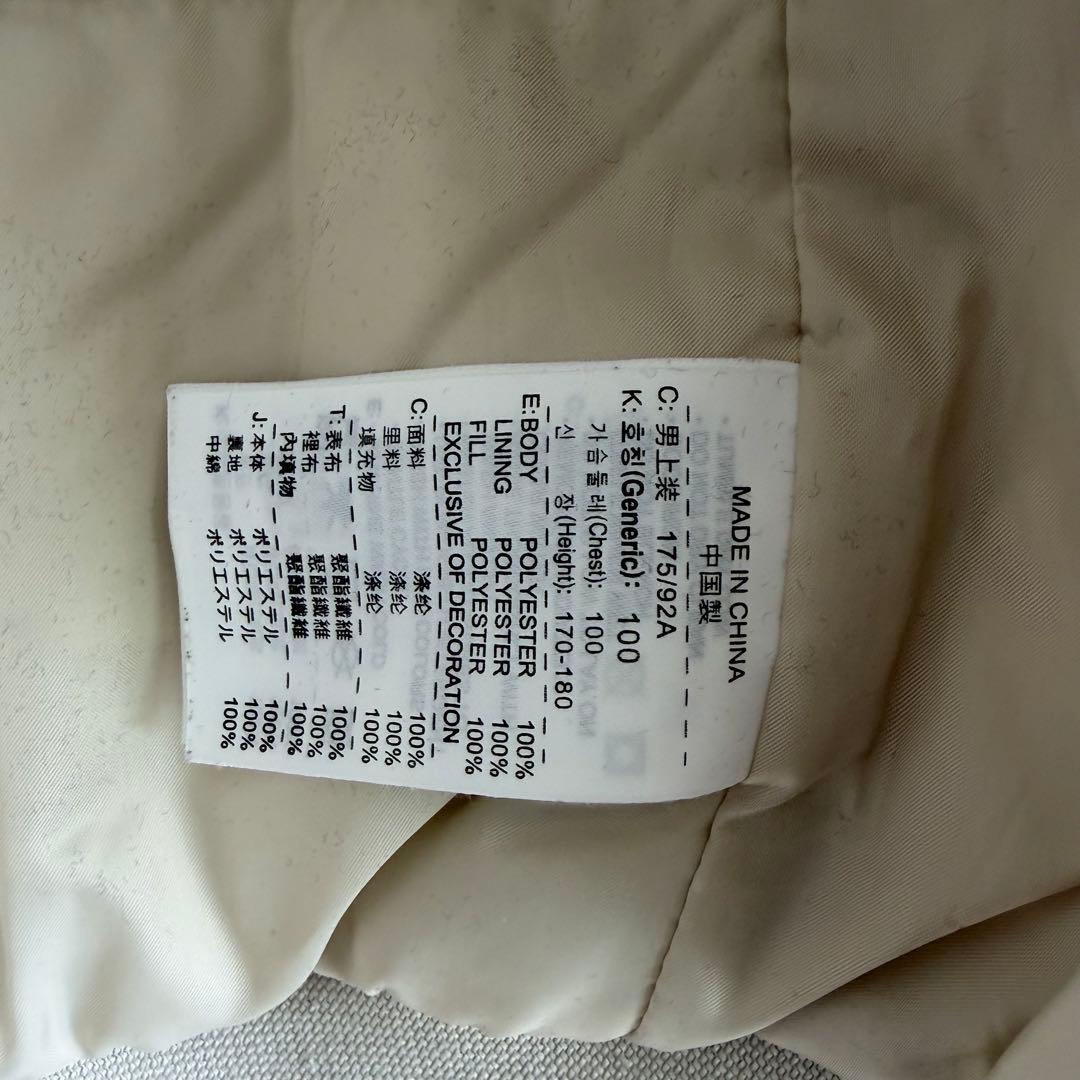 MADE IN CHINA
中国製
C: 男上装 175/92A
K: 호칭(Generic): 100
가슴둘레(Chest): 100
신 장(Height): 170-180
E: BODY POLYESTER 100%
LINING POLYESTER 100%
FILL POLYESTER 100%
EXCLUSIVE OF DECORATION
C: 面料 涤纶 100%
里料 涤纶 100%
填充物 涤纶 100%
T: 表布 聚酯纖維 100%
裡布 聚酯纖維 100%
內填物 聚酯纖維 100%
J: 本体 ポリエステル 100%
裏地 ポリエステル 100%
中綿 ポリエステル 100%